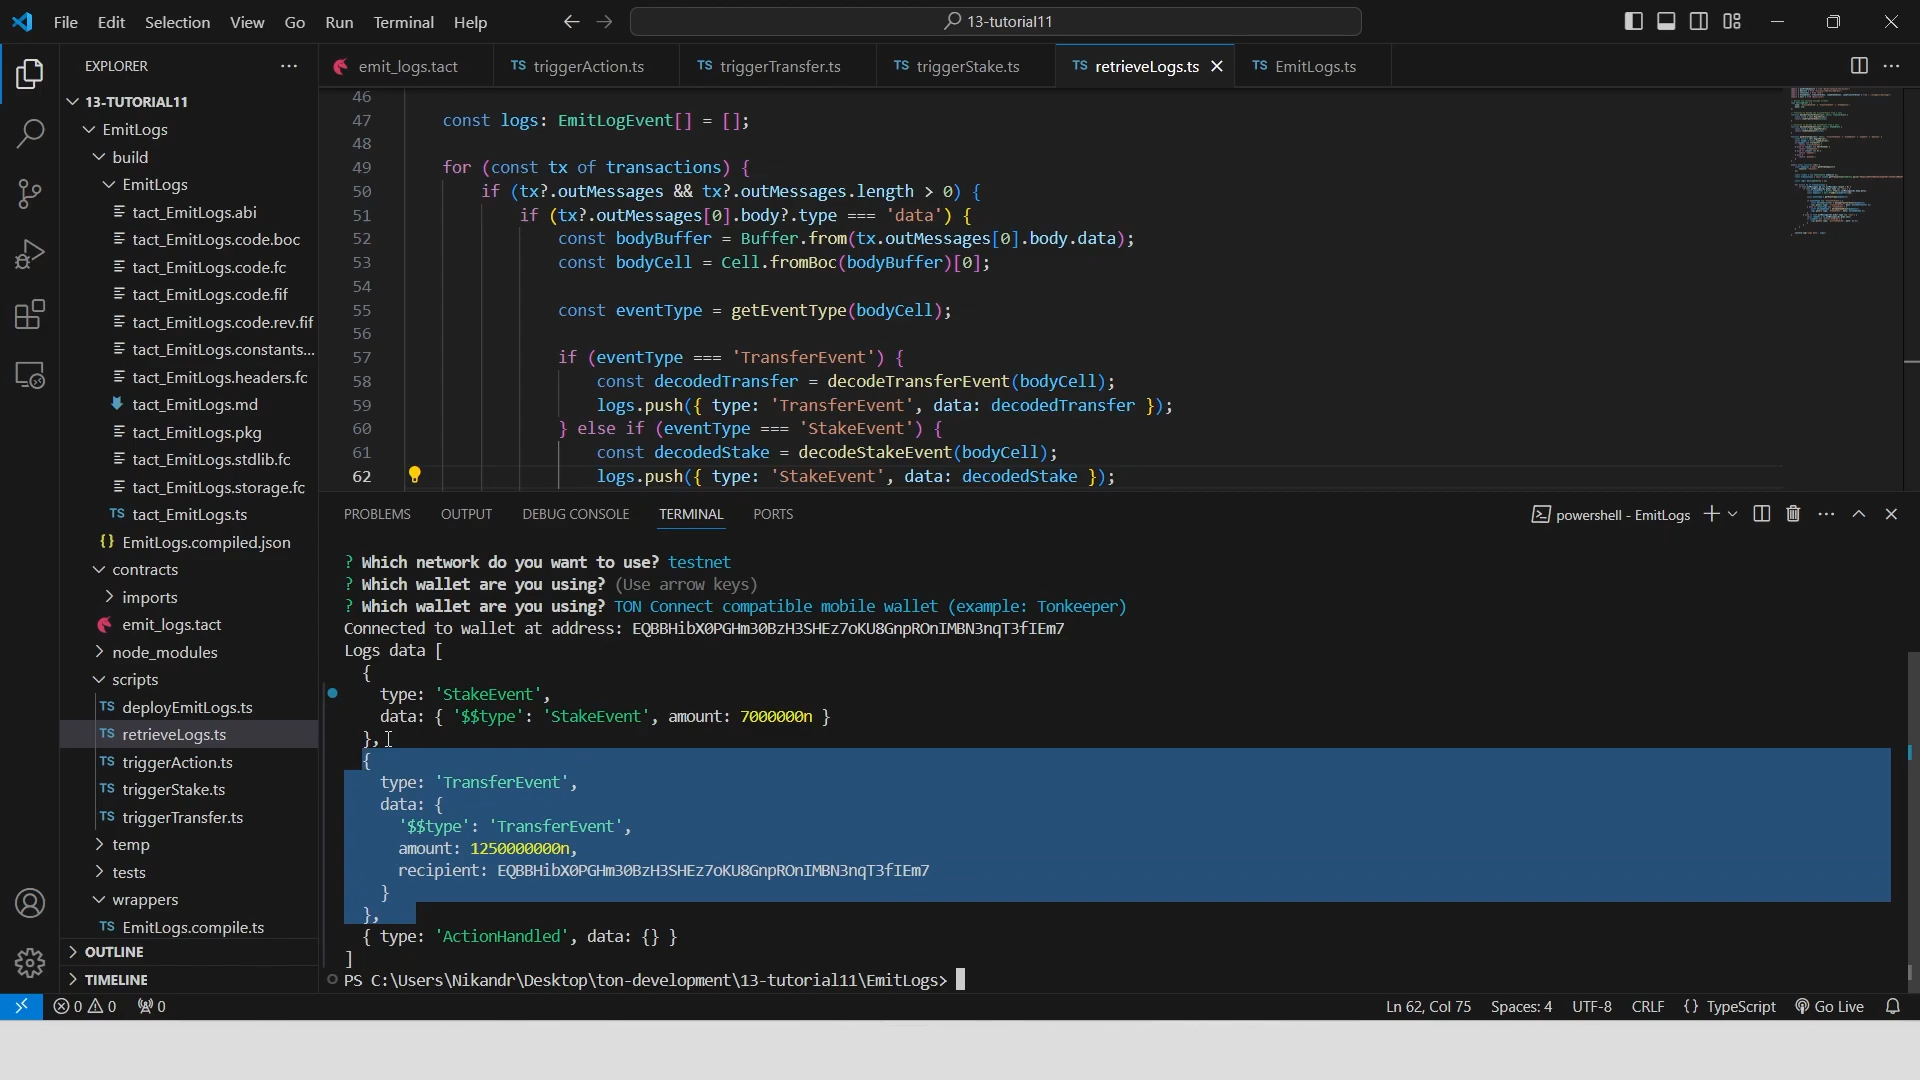 File Edit Selection View Go Run Terminal Help
13-tutorial11
EXPLORER
13-TUTORIAL11
EmitLogs
build
EmitLogs
tact_EmitLogs.abi
tact_EmitLogs.code.boc
tact_EmitLogs.code.fc
tact_EmitLogs.code.fif
tact_EmitLogs.code.rev.fif
tact_EmitLogs.constants...
tact_EmitLogs.headers.fc
tact_EmitLogs.md
tact_EmitLogs.pkg
tact_EmitLogs.stdlib.fc
tact_EmitLogs.storage.fc
TS tact_EmitLogs.ts
{} EmitLogs.compiled.json
contracts
imports
emit_logs.tact
node_modules
scripts
TS deployEmitLogs.ts
TS retrieveLogs.ts
TS triggerAction.ts
TS triggerStake.ts
TS triggerTransfer.ts
temp
tests
wrappers
TS EmitLogs.compile.ts
OUTLINE
TIMELINE
emit_logs.tact TS triggerAction.ts TS triggerTransfer.ts TS triggerStake.ts TS retrieveLogs.ts TS EmitLogs.ts
46
47 const logs: EmitLogEvent[] = [];
48
49 for (const tx of transactions) {
50 if (tx?.outMessages && tx?.outMessages.length > 0) {
51 if (tx?.outMessages[0].body?.type === 'data') {
52 const bodyBuffer = Buffer.from(tx.outMessages[0].body.data);
53 const bodyCell = Cell.fromBoc(bodyBuffer)[0];
54
55 const eventType = getEventType(bodyCell);
56
57 if (eventType === 'TransferEvent') {
58 const decodedTransfer = decodeTransferEvent(bodyCell);
59 logs.push({ type: 'TransferEvent', data: decodedTransfer });
60 } else if (eventType === 'StakeEvent') {
61 const decodedStake = decodeStakeEvent(bodyCell);
62 logs.push({ type: 'StakeEvent', data: decodedStake });
PROBLEMS OUTPUT DEBUG CONSOLE TERMINAL PORTS
powershell - EmitLogs
? Which network do you want to use? testnet
? Which wallet are you using? (Use arrow keys)
? Which wallet are you using? TON Connect compatible mobile wallet (example: Tonkeeper)
Connected to wallet at address: EQBBHibX0PGHm30BzH3SHEz7oKU8GnpROnIMBN3nqT3fIEm7
Logs data [
{
type: 'StakeEvent',
data: { '$$type': 'StakeEvent', amount: 7000000n }
},
{
type: 'TransferEvent',
data: {
'$$type': 'TransferEvent',
amount: 1250000000n,
recipient: EQBBHibX0PGHm30BzH3SHEz7oKU8GnpROnIMBN3nqT3fIEm7
}
},
{ type: 'ActionHandled', data: {} }
]
PS C:\Users\Nikandr\Desktop\ton-development\13-tutorial11\EmitLogs>
0 0 0
Ln 62, Col 75 Spaces: 4 UTF-8 CRLF {} TypeScript Go Live